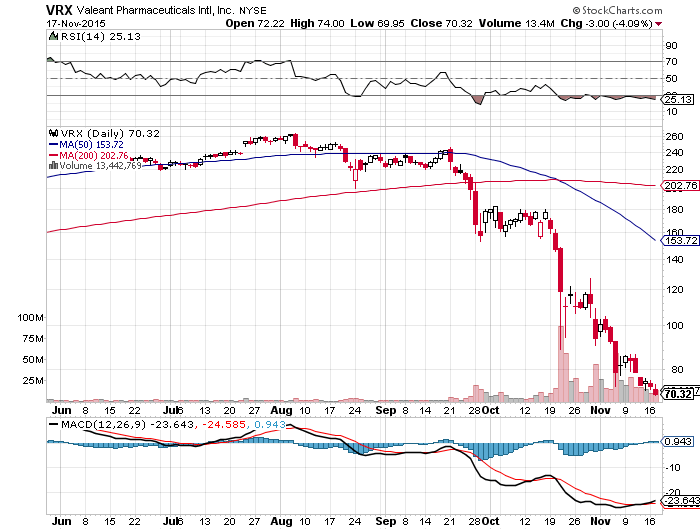 VRX Valeant Pharmaceuticals Intl, Inc. NYSE © StockCharts.com
17-Nov-2015 Open 72.22 High 74.00 Low 69.95 Close 70.32 Volume 13.4M Chg -3.00 (-4.09%)
RSI(14) 25.13
90
70
50
30
25.13
10
VRX (Daily) 70.32
MA(50) 153.72
MA(200) 202.76
Volume 13,442,769
260
240
220
202.76
180
160
153.72
140
120
100
80
70.32
100M
75M
50M
25M
Jun 8 15 22 Jul 6 13 20 27 Aug 10 17 24 Sep 8 14 21 28 Oct 12 19 26 Nov 9 16
MACD(12,26,9) -23.643, -24.585, 0.943
0.943
-10
-20
-23.643
Jun 8 15 22 Jul 6 13 20 27 Aug 10 17 24 Sep 8 14 21 28 Oct 12 19 26 Nov 9 16